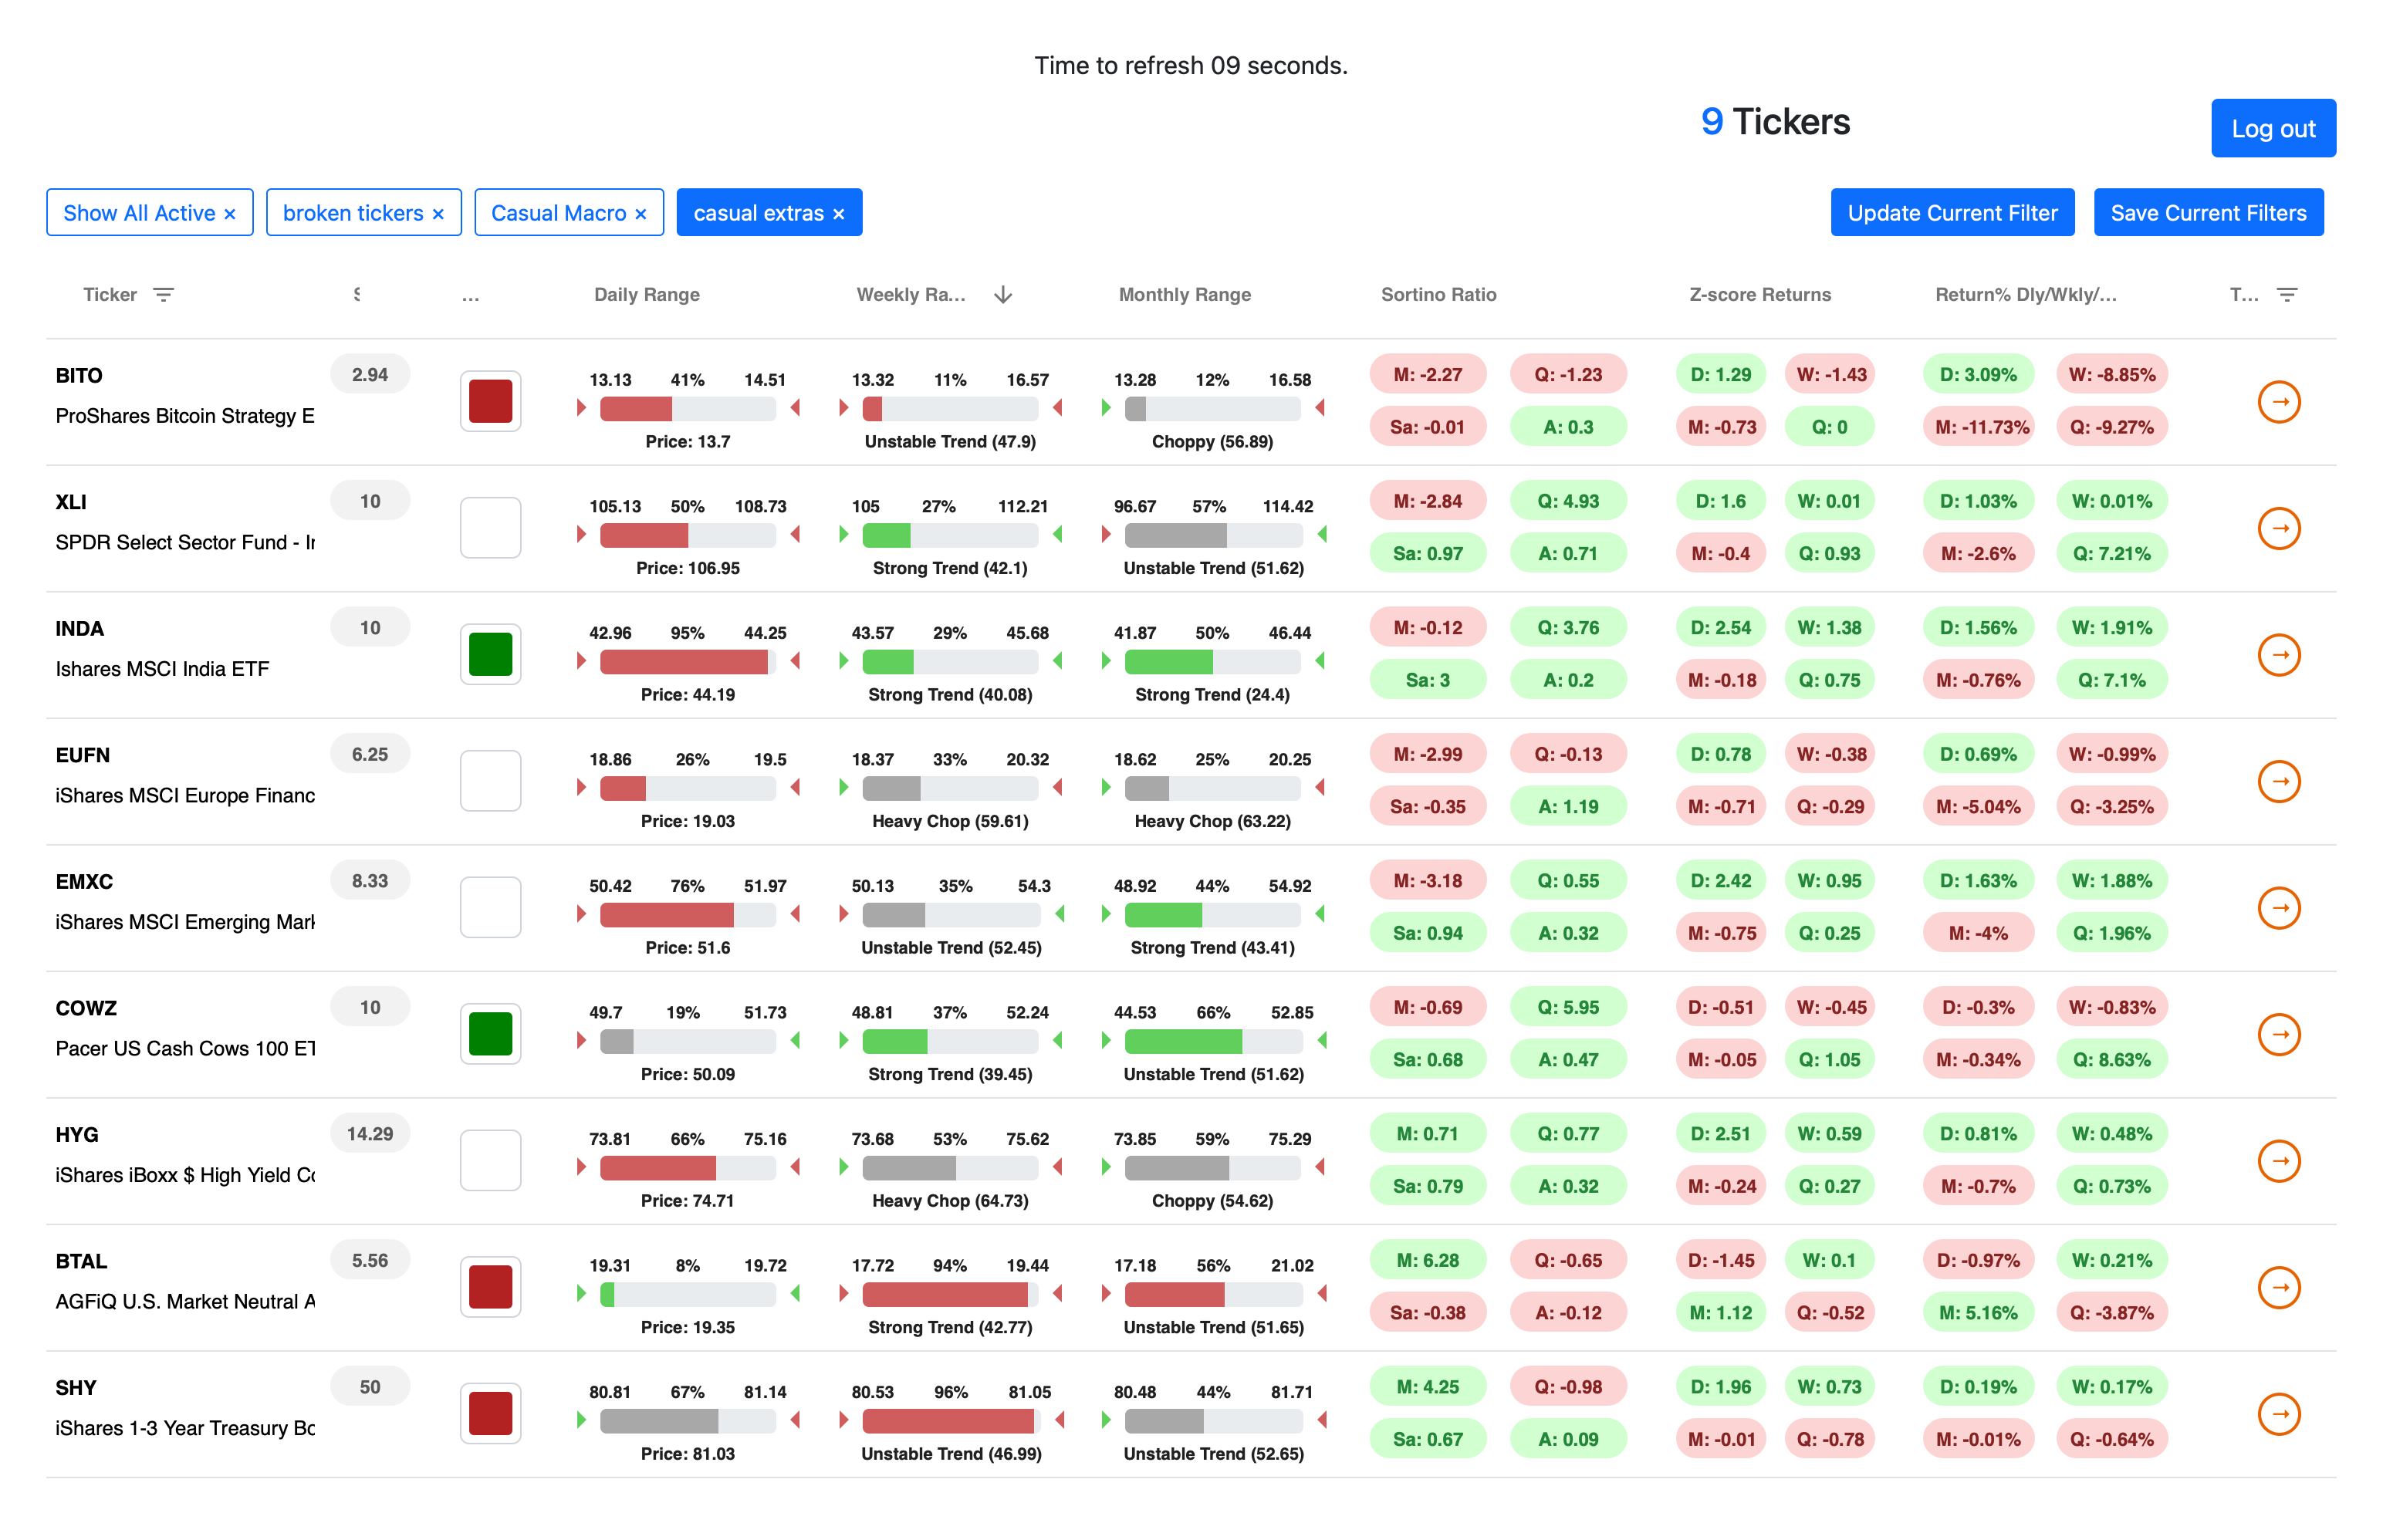 Time to refresh 09 seconds.
9 Tickers
Log out
Show All Active × broken tickers × Casual Macro × casual extras × Update Current Filter Save Current Filters
Ticker ... Daily Range Weekly Ra... Monthly Range Sortino Ratio Z-score Returns Return% Dly/Wkly/... T...
BITO 2.94 13.13 41% 14.51 13.32 11% 16.57 13.28 12% 16.58 M: -2.27 Q: -1.23 D: 1.29 W: -1.43 D: 3.09% W: -8.85%
ProShares Bitcoin Strategy E Price: 13.7 Unstable Trend (47.9) Choppy (56.89) Sa: -0.01 A: 0.3 M: -0.73 Q: 0 M: -11.73% Q: -9.27%
XLI 10 105.13 50% 108.73 105 27% 112.21 96.67 57% 114.42 M: -2.84 Q: 4.93 D: 1.6 W: 0.01 D: 1.03% W: 0.01%
SPDR Select Sector Fund - Price: 106.95 Strong Trend (42.1) Unstable Trend (51.62) Sa: 0.97 A: 0.71 M: -0.4 Q: 0.93 M: -2.6% Q: 7.21%
INDA 10 42.96 95% 44.25 43.57 29% 45.68 41.87 50% 46.44 M: -0.12 Q: 3.76 D: 2.54 W: 1.38 D: 1.56% W: 1.91%
Ishares MSCI India ETF Price: 44.19 Strong Trend (40.08) Strong Trend (24.4) Sa: 3 A: 0.2 M: -0.18 Q: 0.75 M: -0.76% Q: 7.1%
EUFN 6.25 18.86 26% 19.5 18.37 33% 20.32 18.62 25% 20.25 M: -2.99 Q: -0.13 D: 0.78 W: -0.38 D: 0.69% W: -0.99%
iShares MSCI Europe Financ Price: 19.03 Heavy Chop (59.61) Heavy Chop (63.22) Sa: -0.35 A: 1.19 M: -0.71 Q: -0.29 M: -5.04% Q: -3.25%
EMXC 8.33 50.42 76% 51.97 50.13 35% 54.3 48.92 44% 54.92 M: -3.18 Q: 0.55 D: 2.42 W: 0.95 D: 1.63% W: 1.88%
iShares MSCI Emerging Mark Price: 51.6 Unstable Trend (52.45) Strong Trend (43.41) Sa: 0.94 A: 0.32 M: -0.75 Q: 0.25 M: -4% Q: 1.96%
COWZ 10 49.7 19% 51.73 48.81 37% 52.24 44.53 66% 52.85 M: -0.69 Q: 5.95 D: -0.51 W: -0.45 D: -0.3% W: -0.83%
Pacer US Cash Cows 100 ET Price: 50.09 Strong Trend (39.45) Unstable Trend (51.62) Sa: 0.68 A: 0.47 M: -0.05 Q: 1.05 M: -0.34% Q: 8.63%
HYG 14.29 73.81 66% 75.16 73.68 53% 75.62 73.85 59% 75.29 M: 0.71 Q: 0.77 D: 2.51 W: 0.59 D: 0.81% W: 0.48%
iShares iBoxx $ High Yield Price: 74.71 Heavy Chop (64.73) Choppy (54.62) Sa: 0.79 A: 0.32 M: -0.24 Q: 0.27 M: -0.7% Q: 0.73%
BTAL 5.56 19.31 8% 19.72 17.72 94% 19.44 17.18 56% 21.02 M: 6.28 Q: -0.65 D: -1.45 W: 0.1 D: -0.97% W: 0.21%
AGFiQ U.S. Market Neutral A Price: 19.35 Strong Trend (42.77) Unstable Trend (51.65) Sa: -0.38 A: -0.12 M: 1.12 Q: -0.52 M: 5.16% Q: -3.87%
SHY 50 80.81 67% 81.14 80.53 96% 81.05 80.48 44% 81.71 M: 4.25 Q: -0.98 D: 1.96 W: 0.73 D: 0.19% W: 0.17%
iShares 1-3 Year Treasury Price: 81.03 Unstable Trend (46.99) Unstable Trend (52.65) Sa: 0.67 A: 0.09 M: -0.01 Q: -0.78 M: -0.01% Q: -0.64%